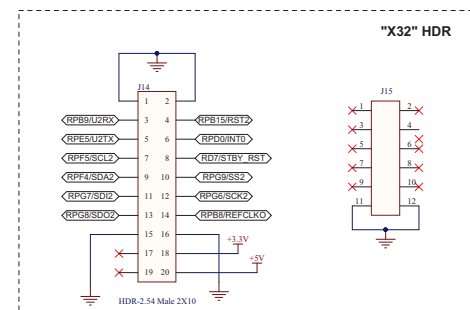 "X32" HDR
J14
1 2
RPB9/U2RX 3 4 RPB15/RST2
RPE5/U2TX 5 6 RPD0/INT0
RPF5/SCL2 7 8 RD7/STBY_RST
RPF4/SDA2 9 10 RPG9/SS2
RPG7/SDI2 11 12 RPG6/SCK2
RPG8/SDO2 13 14 RPB8/REFCLKO
15 16
17 18 +3.3V
19 20 +5V
HDR-2.54 Male 2X10
J15
1 2
3 4
5 6
7 8
9 10
11 12